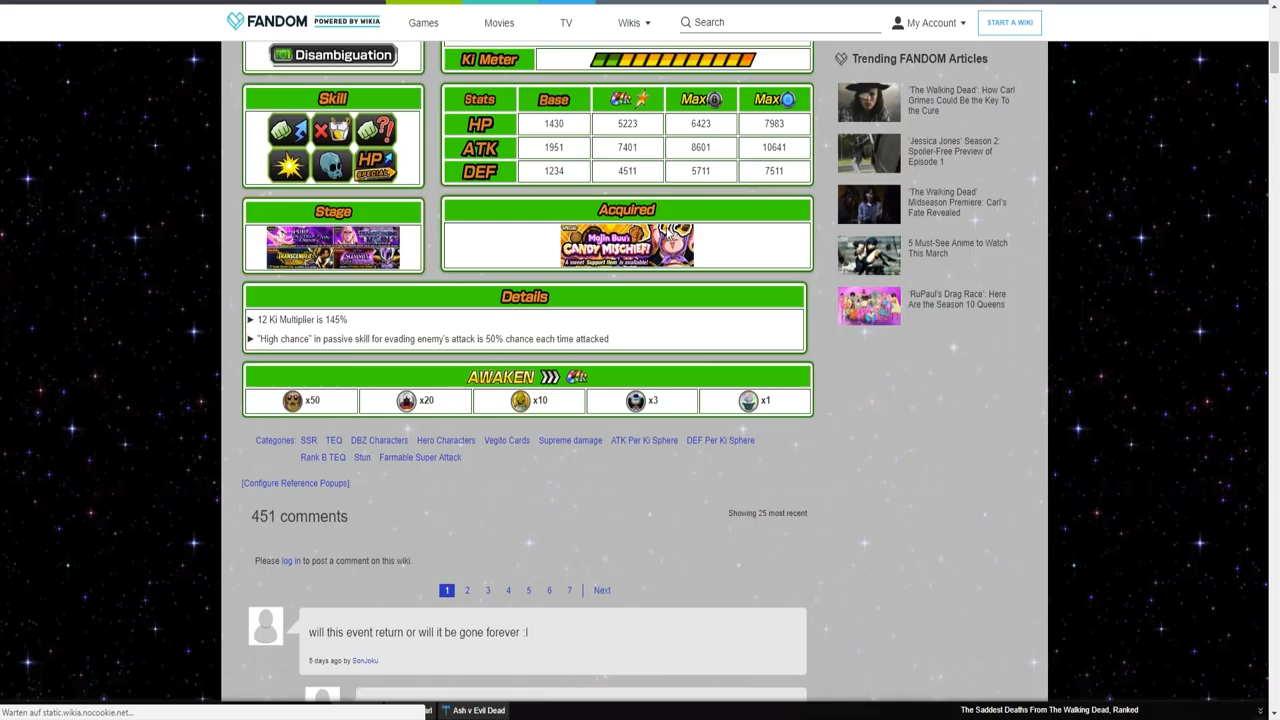 FANDOM POWERED BY WIKIA
Games
Movies
TV
Wikis
Search
My Account
START A WIKI
Disambiguation
Ki Meter
Trending FANDOM Articles
'The Walking Dead': How Carl
Grimes Could Be the Key To
the Cure
'Jessica Jones' Season 2:
Spoiler-Free Preview of
Episode 1
'The Walking Dead'
Midseason Premiere: Carl's
Fate Revealed
5 Must-See Anime to Watch
This March
'RuPaul's Drag Race': Here
Are the Season 10 Queens
Skill
HP
SPECIAL
Stats Base Max Max
HP 1430 5223 6423 7983
ATK 1951 7401 8601 10641
DEF 1234 4511 5711 7511
Stage
Acquired
SPECIAL
Majin Buu's
CANDY MISCHIEF!
A sweet Support Item is available!
Details
► 12 Ki Multiplier is 145%
► "High chance" in passive skill for evading enemy's attack is 50% chance each time attacked
AWAKEN
x50 x20 x10 x3 x1
Categories: SSR TEQ DBZ Characters Hero Characters Vegito Cards Supreme damage ATK Per Ki Sphere DEF Per Ki Sphere
Rank B TEQ Stun Farmable Super Attack
[Configure Reference Popups]
451 comments
Showing 25 most recent
Please log in to post a comment on this wiki.
1 2 3 4 5 6 7 Next
will this event return or will it be gone forever :l
5 days ago by SonJoku
Warten auf static.wikia.nocookie.net...
Ash v Evil Dead
The Saddest Deaths From The Walking Dead, Ranked